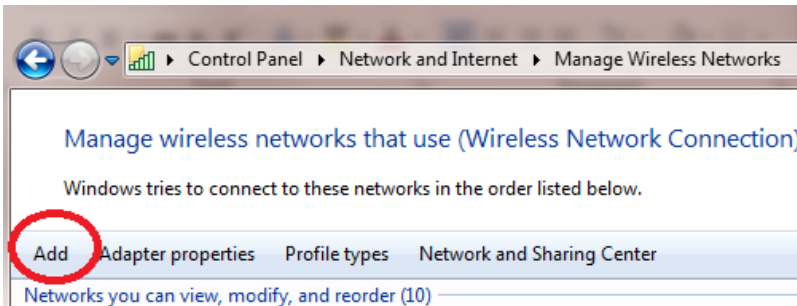 Control Panel ▸ Network and Internet ▸ Manage Wireless Networks
Manage wireless networks that use (Wireless Network Connection)
Windows tries to connect to these networks in the order listed below.
Add Adapter properties Profile types Network and Sharing Center
Networks you can view, modify, and reorder (10)